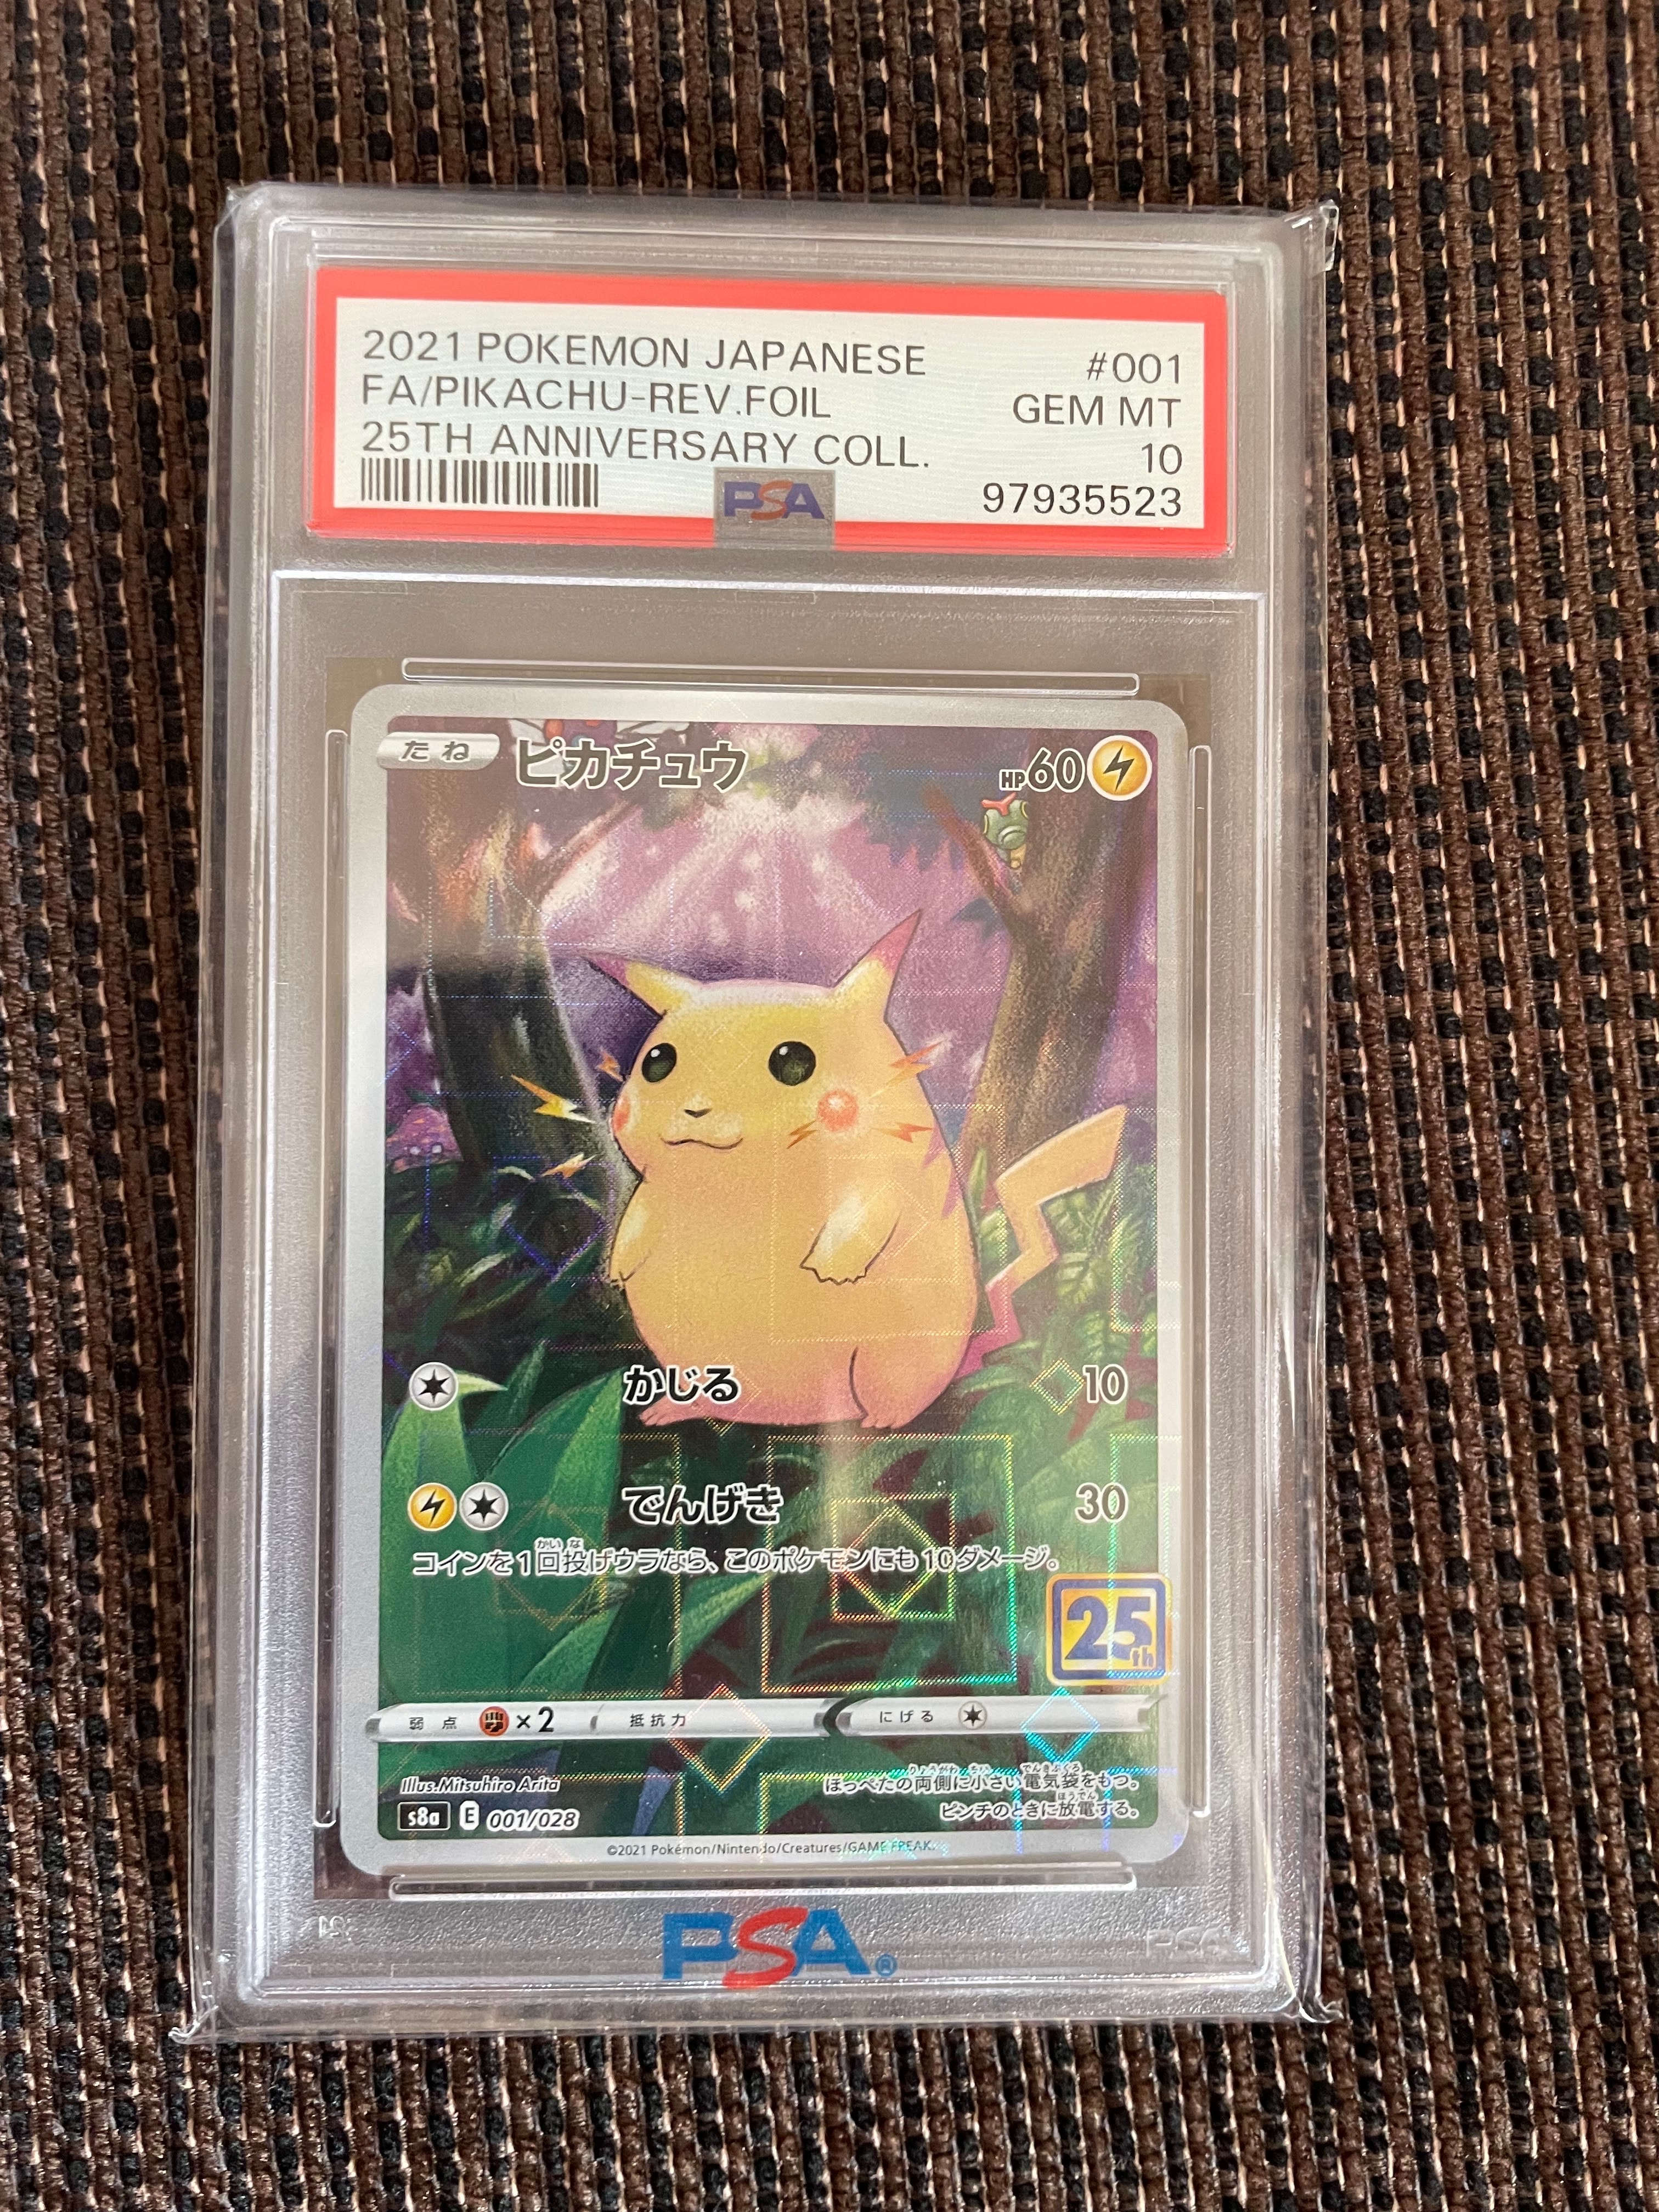 2021 POKEMON JAPANESE #001
FA/PIKACHU-REV.FOIL GEM MT
25TH ANNIVERSARY COLL. 10
PSA 97935523
たね ピカチュウ HP60
かじる 10
でんげき 30
コインを1回投げウラなら、このポケモンにも10ダメージ。
25th
弱点 ×2 抵抗力 にげる
Illus.Mitsuhiro Arita
ほっぺたの両側に小さい電気袋をもつ。
ピンチのときに放電する。
s8a E 001/028
©2021 Pokémon/Nintendo/Creatures/GAME FREAK.
PSA®